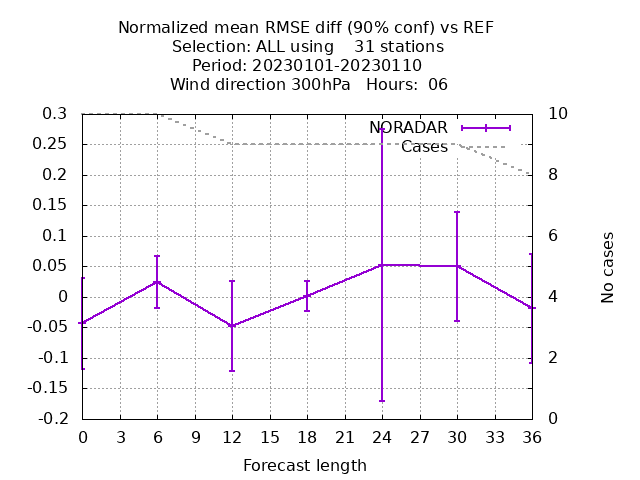 Normalized mean RMSE diff (90% conf) vs REF
Selection: ALL using    31 stations
Period: 20230101-20230110
Wind direction 300hPa   Hours:  06
NORADAR
Cases
0.3
0.25
0.2
0.15
0.1
0.05
0
-0.05
-0.1
-0.15
-0.2
10
8
6
4
2
0
No cases
0 3 6 9 12 15 18 21 24 27 30 33 36
Forecast length